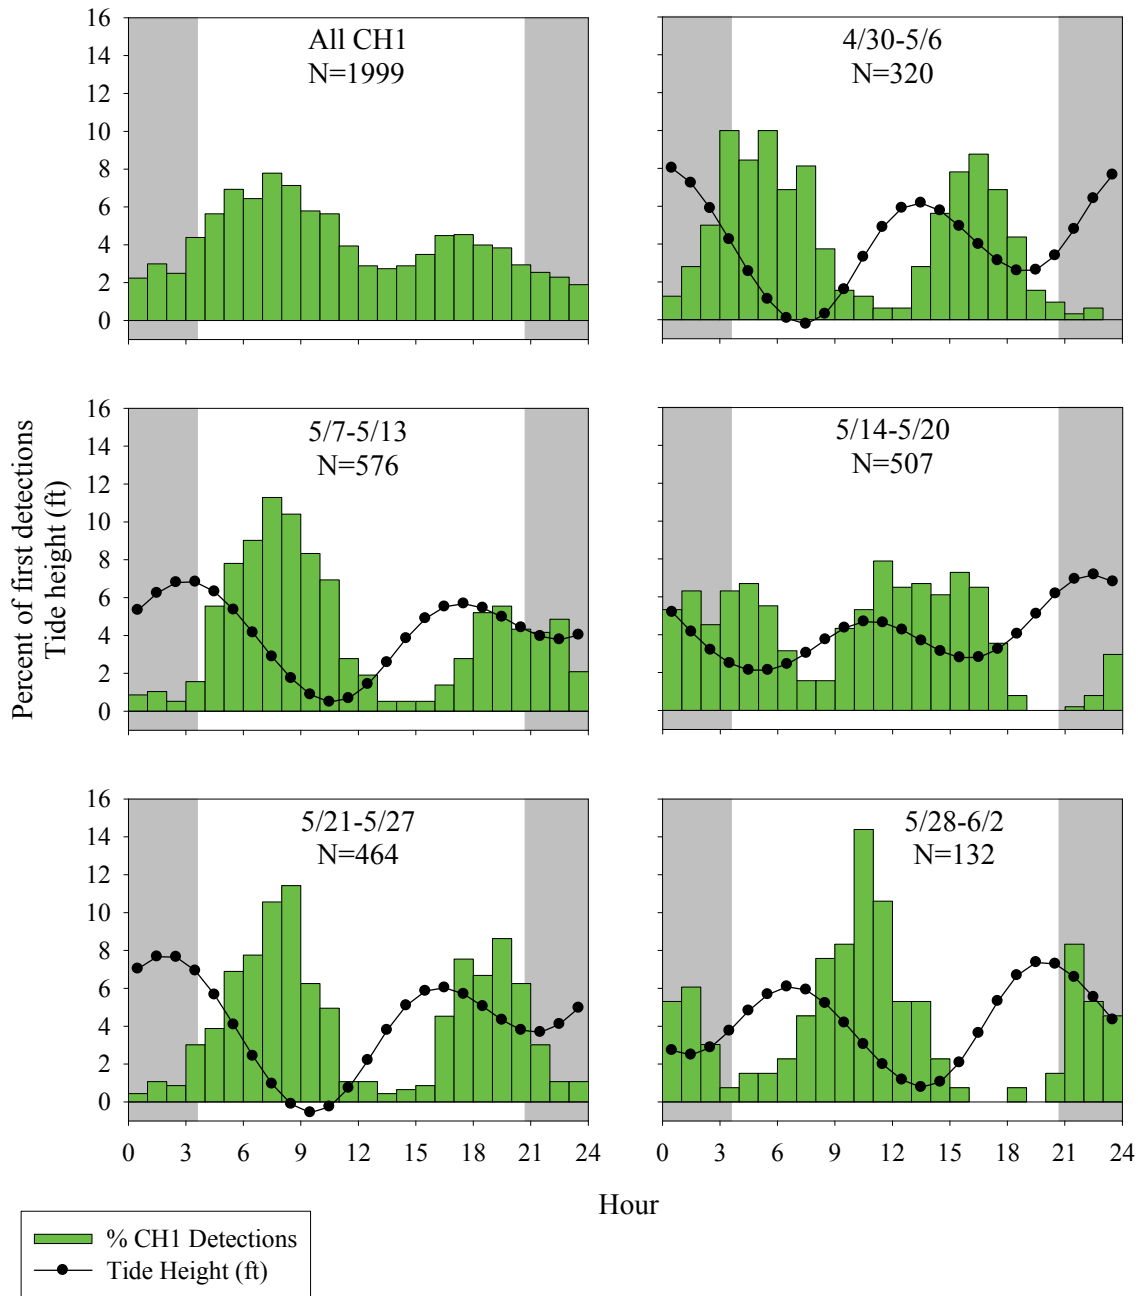 16
14
12
10
8
6
4
2
0
All CH1
N=1999
4/30-5/6
N=320
Percent of first detections
Tide height (ft)
16
14
12
10
8
6
4
2
0
5/7-5/13
N=576
5/14-5/20
N=507
16
14
12
10
8
6
4
2
0
5/21-5/27
N=464
5/28-6/2
N=132
0 3 6 9 12 15 18 21 24
0 3 6 9 12 15 18 21 24
Hour
% CH1 Detections
Tide Height (ft)